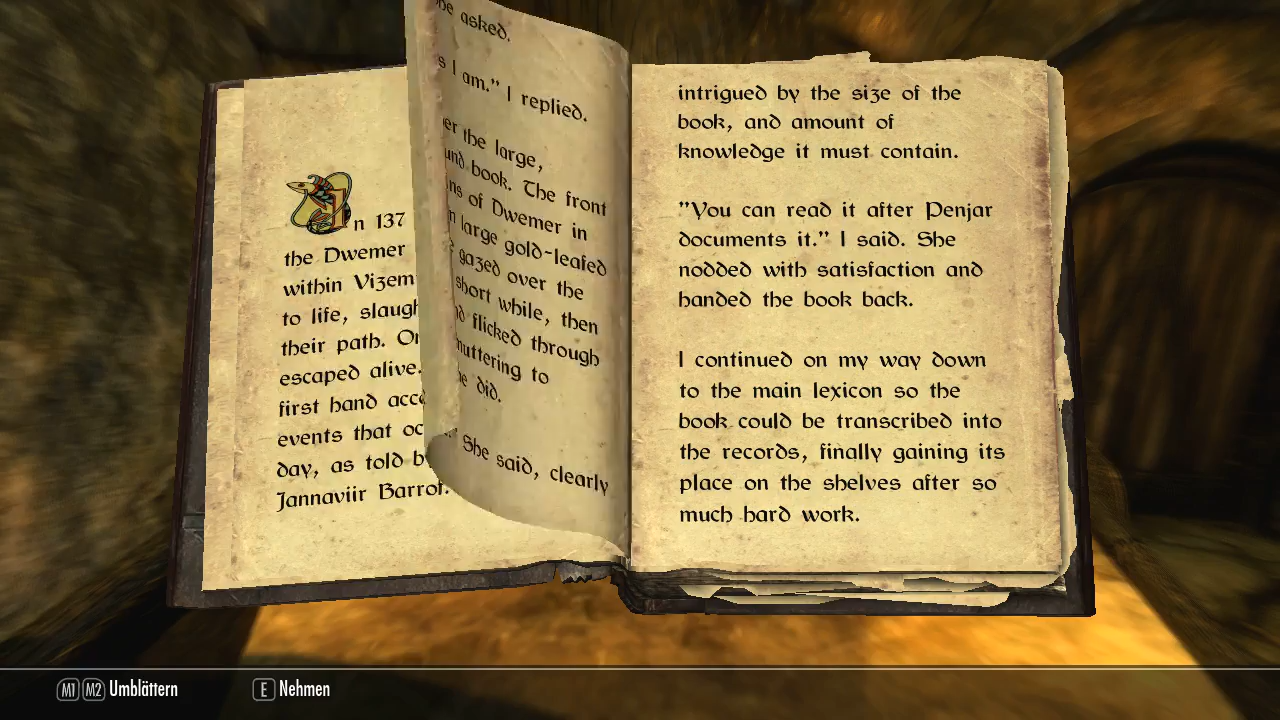 In 137
the Dwemer
within Vizem
to life, slaugh
their path. On
escaped alive.
first hand acco
events that oc
day, as told b
Jannaviir Barrof.
he asked.
s I am." I replied.
er the large,
und book. The front
ns of Dwemer in
n large gold-leafed
gazed over the
short while, then
nd flicked through
muttering to
he did.
" She said, clearly
intrigued by the size of the
book, and amount of
knowledge it must contain.
"You can read it after Penjar
documents it." I said. She
nodded with satisfaction and
handed the book back.
I continued on my way down
to the main lexicon so the
book could be transcribed into
the records, finally gaining its
place on the shelves after so
much hard work.
M1 M2 Umblättern
E Nehmen